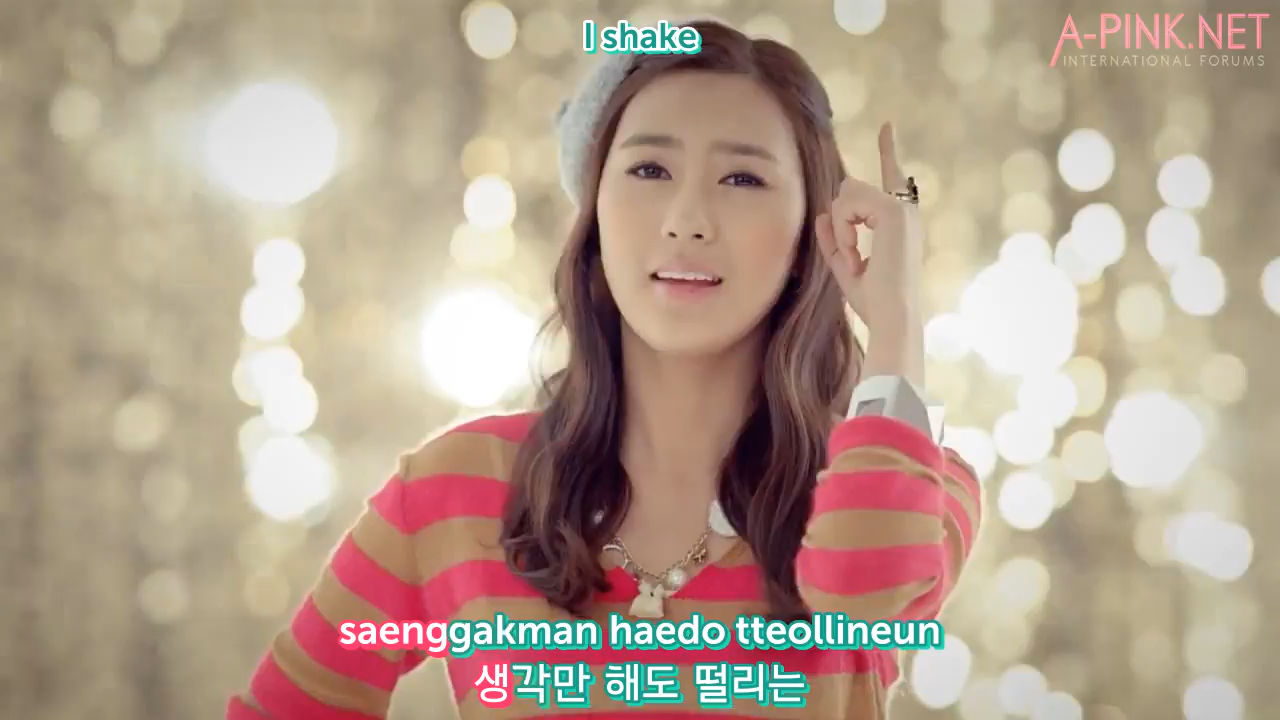 I shake
A-PINK.NET
INTERNATIONAL FORUMS
saenggakman haedo tteollineun
생각만 해도 떨리는